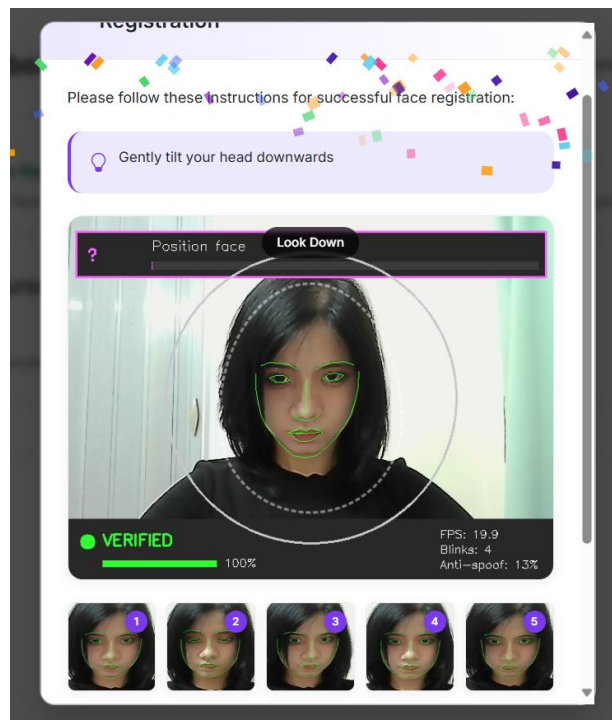 Registration
Please follow these instructions for successful face registration:
Gently tilt your head downwards
? Position face Look Down
VERIFIED
100%
FPS: 19.9
Blinks: 4
Anti-spoof: 13%
1 2 3 4 5